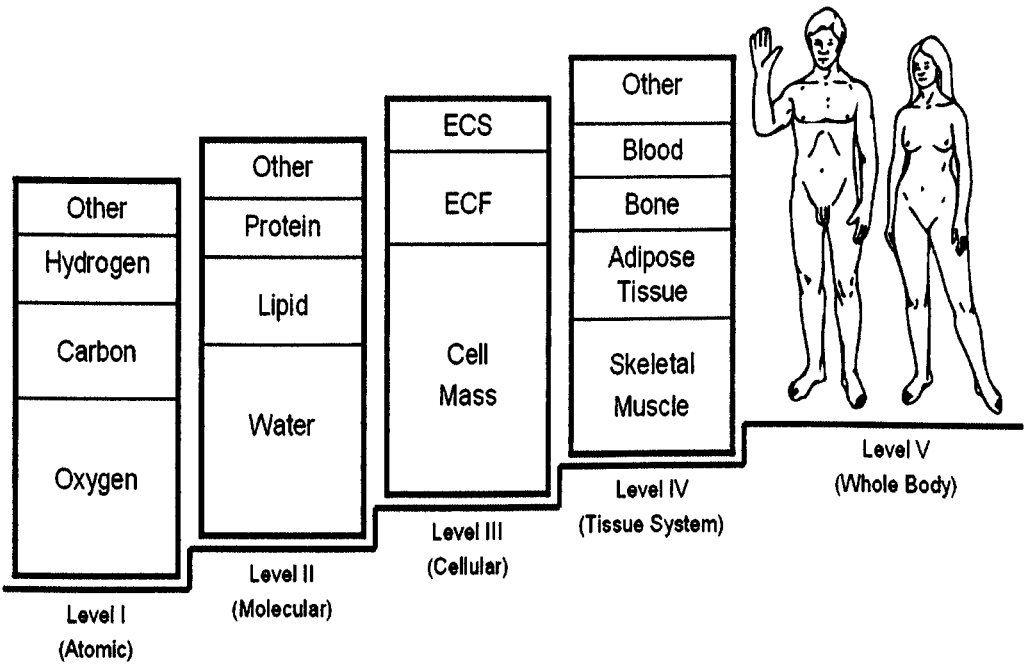 Other
Hydrogen
Carbon
Oxygen
Level I
(Atomic)
Other
Protein
Lipid
Water
Level II
(Molecular)
ECS
ECF
Cell
Mass
Level III
(Cellular)
Other
Blood
Bone
Adipose
Tissue
Skeletal
Muscle
Level IV
(Tissue System)
Level V
(Whole Body)